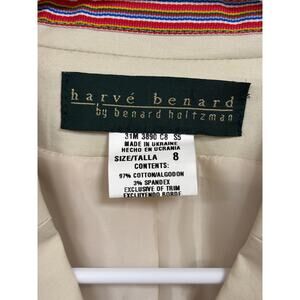 harvé benard
by benard holtzman
31M 3890 C8 S5
MADE IN UKRAINE
HECHO EN UCRANIA
SIZE/TALLA 8
CONTENTS:
97% COTTON/ALGODON
3% SPANDEX
EXCLUSIVE OF TRIM
EXCLUYENDO BORDE